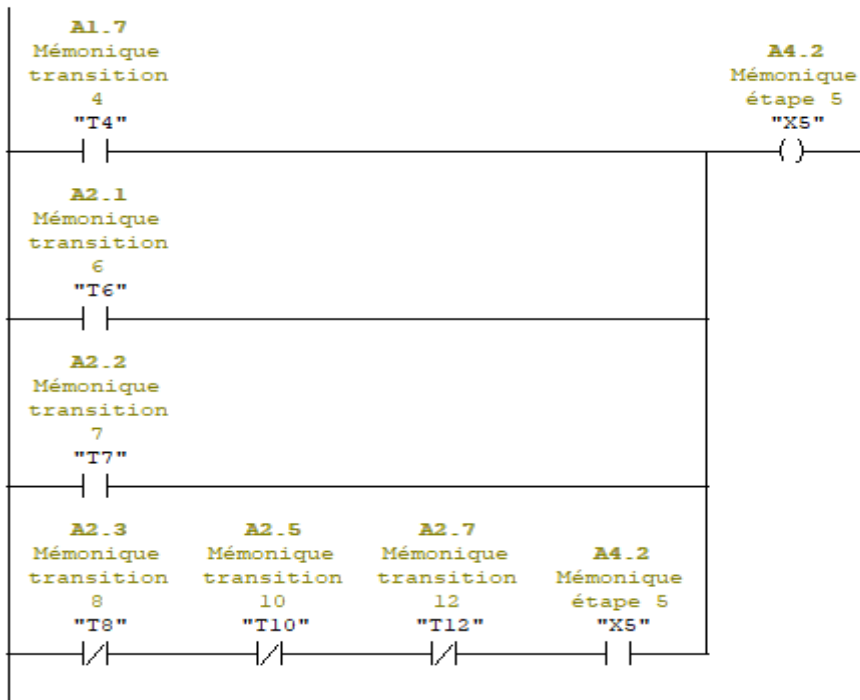 A1.7
Mémonique
transition
4
"T4"
A4.2
Mémonique
étape 5
"X5"
A2.1
Mémonique
transition
6
"T6"
A2.2
Mémonique
transition
7
"T7"
A2.3
Mémonique
transition
8
"T8"
A2.5
Mémonique
transition
10
"T10"
A2.7
Mémonique
transition
12
"T12"
A4.2
Mémonique
étape 5
"X5"